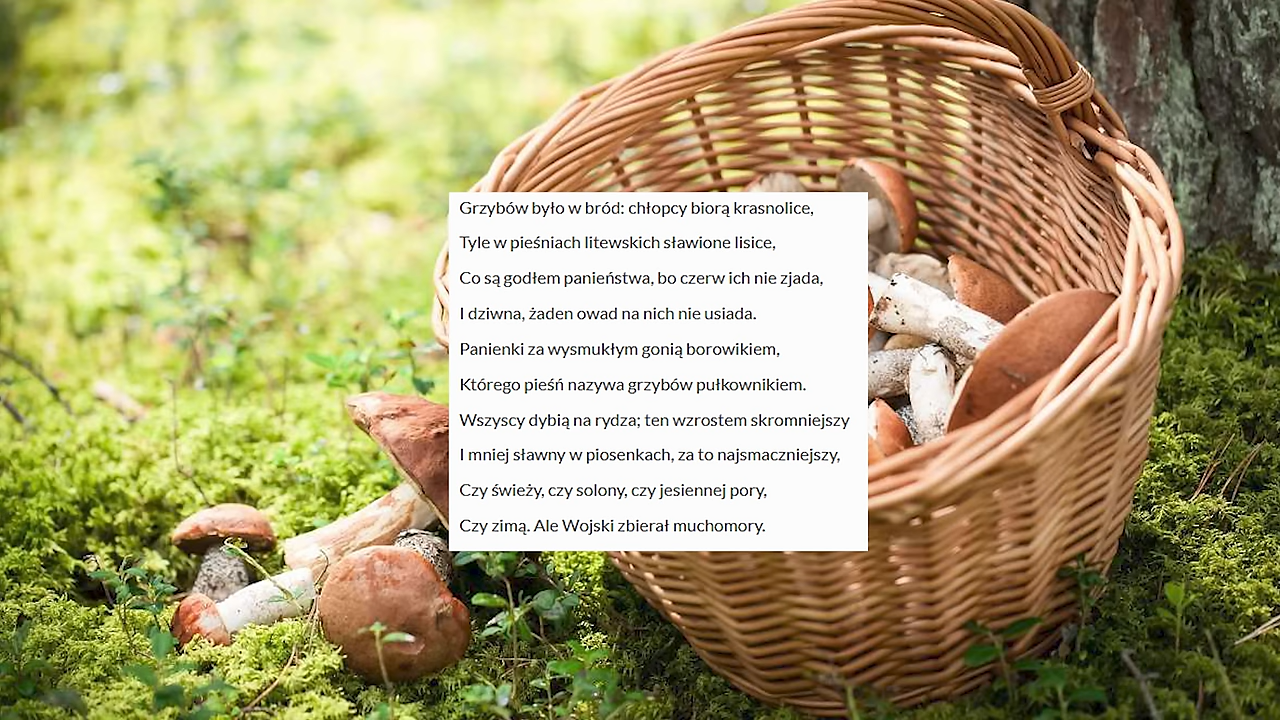 Grzybów było w bród: chłopcy biorą krasnolice,
Tyle w pieśniach litewskich sławione lisice,
Co są godłem panieństwa, bo czerw ich nie zjada,
I dziwna, żaden owad na nich nie usiada.
Panienki za wysmukłym gonią borowikiem,
Którego pieśń nazywa grzybów pułkownikiem.
Wszyscy dybią na rydza; ten wzrostem skromniejszy
I mniej sławny w piosenkach, za to najsmaczniejszy,
Czy świeży, czy solony, czy jesiennej pory,
Czy zimą. Ale Wojski zbierał muchomory.